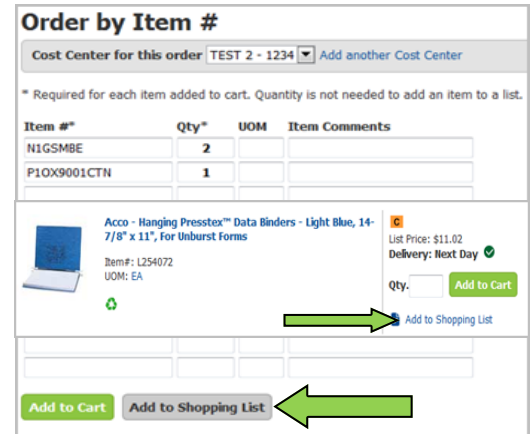 Order by Item #
Cost Center for this order TEST 2 - 1234 Add another Cost Center
* Required for each item added to cart. Quantity is not needed to add an item to a list.
Item #* Qty* UOM Item Comments
N1GSMBE 2
P1OX9001CTN 1
Acco - Hanging Presstex™ Data Binders - Light Blue, 14-
7/8" x 11", For Unburst Forms
Item#: L254072
UOM: EA
C
List Price: $11.02
Delivery: Next Day
Qty. Add to Cart
Add to Shopping List
Add to Cart Add to Shopping List